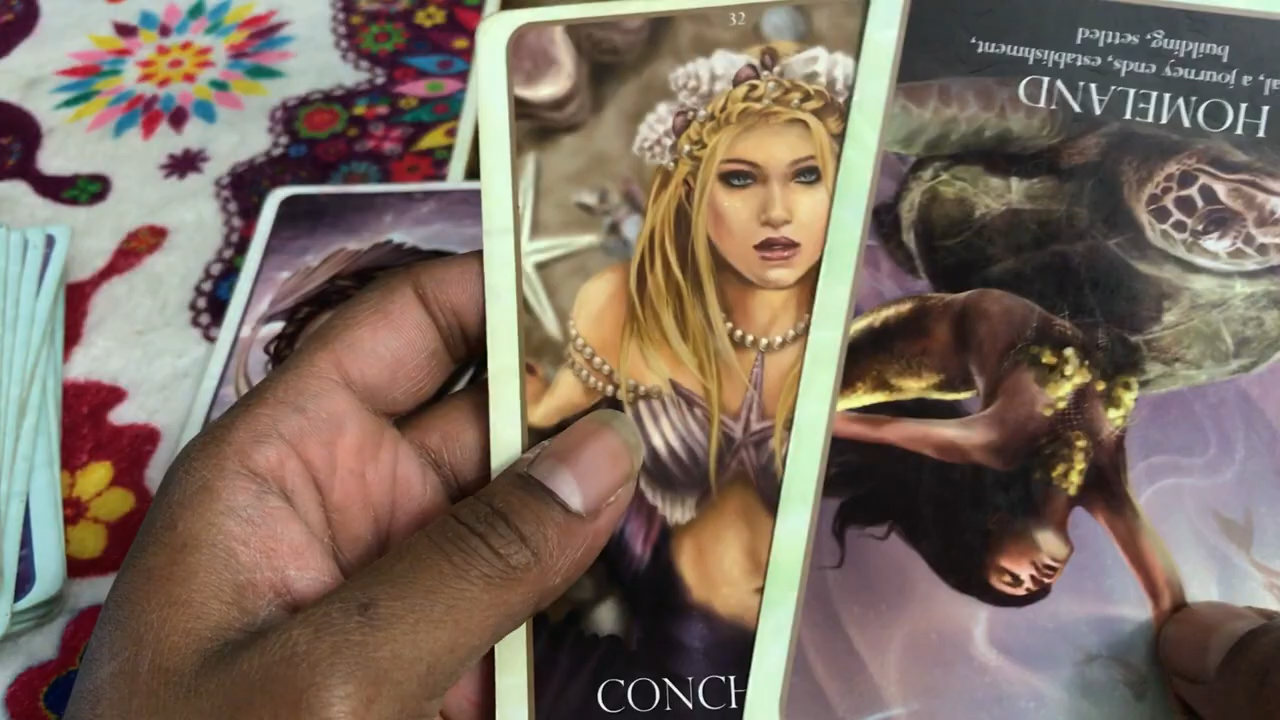 32
CONCH
HOMELAND
al, a journey ends, establishment,
building, settled